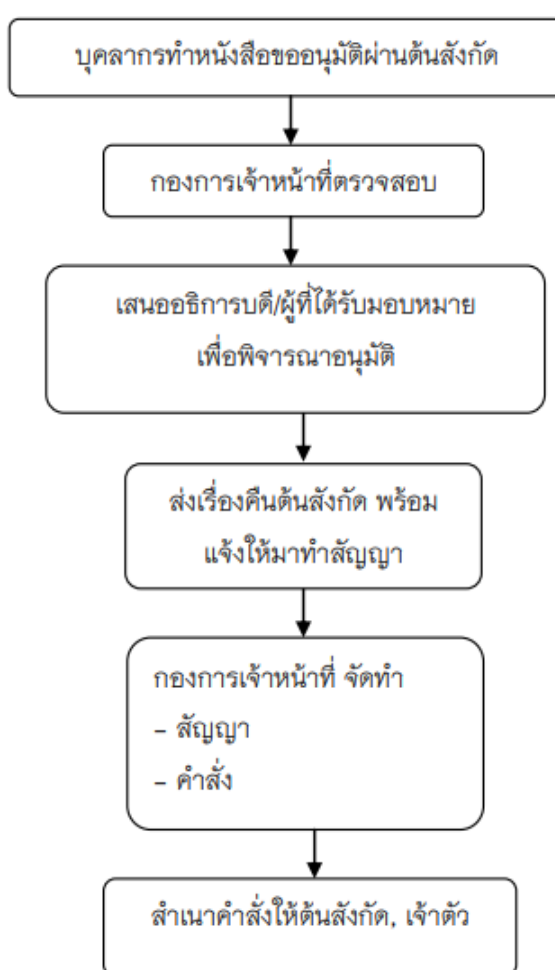 บุคลากรทำหนังสือขออนุมัติผ่านต้นสังกัด
กองการเจ้าหน้าที่ตรวจสอบ
เสนออธิการบดี/ผู้ที่ได้รับมอบหมาย
เพื่อพิจารณาอนุมัติ
ส่งเรื่องคืนต้นสังกัด พร้อม
แจ้งให้มาทำสัญญา
กองการเจ้าหน้าที่ จัดทำ
– สัญญา
– คำสั่ง
สำเนาคำสั่งให้ต้นสังกัด, เจ้าตัว